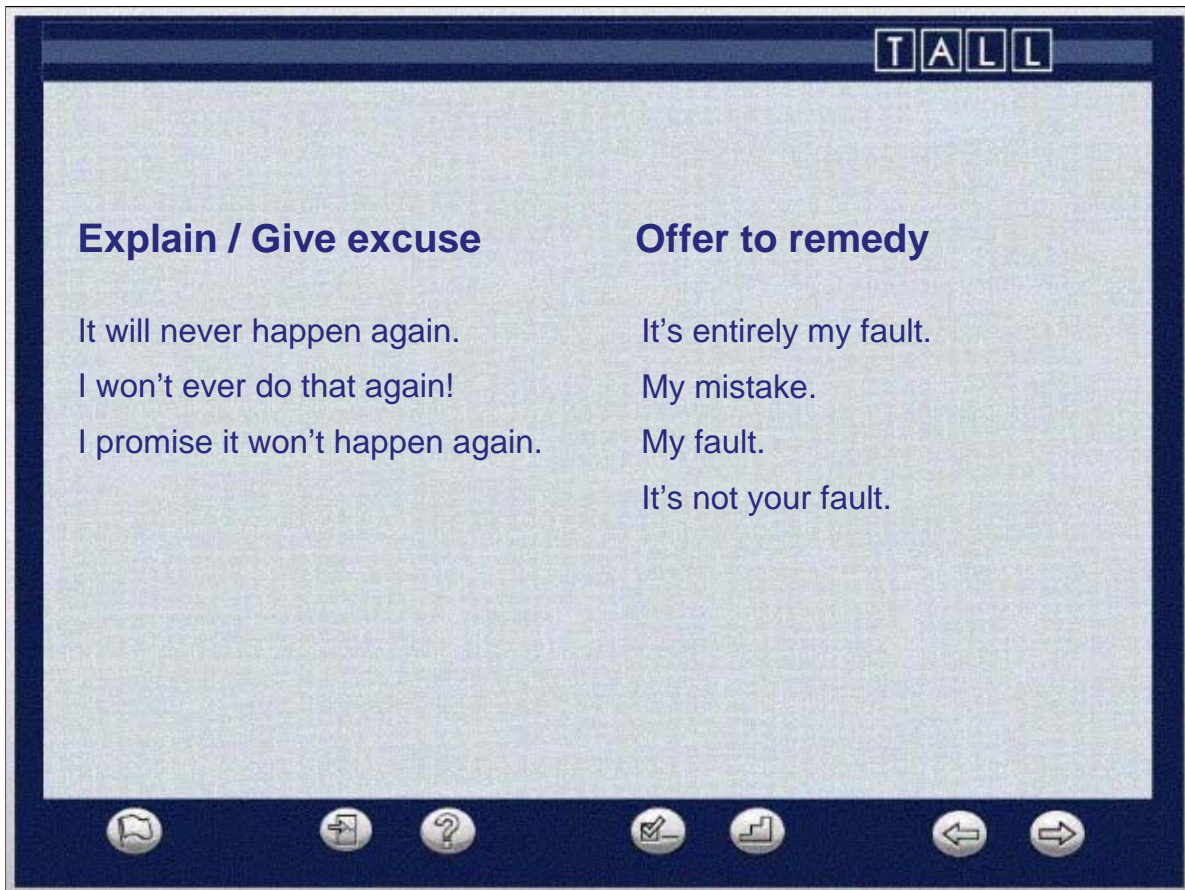 TALL
Explain / Give excuse
It will never happen again.
I won’t ever do that again!
I promise it won’t happen again.
Offer to remedy
It’s entirely my fault.
My mistake.
My fault.
It’s not your fault.